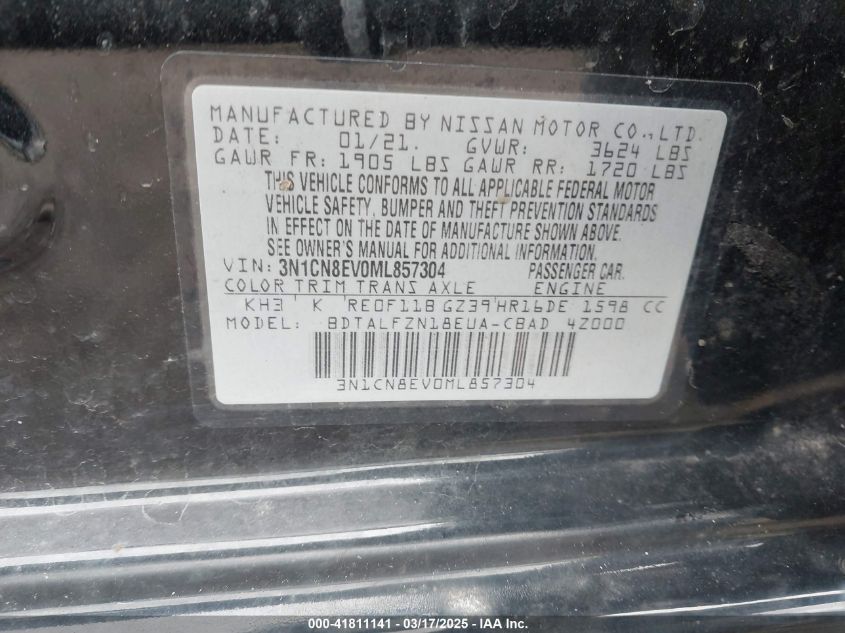 MANUFACTURED BY NISSAN MOTOR CO., LTD.
DATE: 01/21. GVWR: 3624 LBS
GAWR FR: 1905 LBS GAWR RR: 1720 LBS
THIS VEHICLE CONFORMS TO ALL APPLICABLE FEDERAL MOTOR
VEHICLE SAFETY, BUMPER AND THEFT PREVENTION STANDARDS
IN EFFECT ON THE DATE OF MANUFACTURE SHOWN ABOVE.
SEE OWNER'S MANUAL FOR ADDITIONAL INFORMATION.
VIN: 3N1CN8EV0ML857304 PASSENGER CAR.
COLOR TRIM TRANS AXLE ENGINE
KH3 K RE0F11B GZ39 HR16DE 1598 CC
MODEL: BDTALFZN18EUA-CBAD 4Z000
3N1CN8EV0ML857304
000-41811141 - 03/17/2025 - IAAI.COM